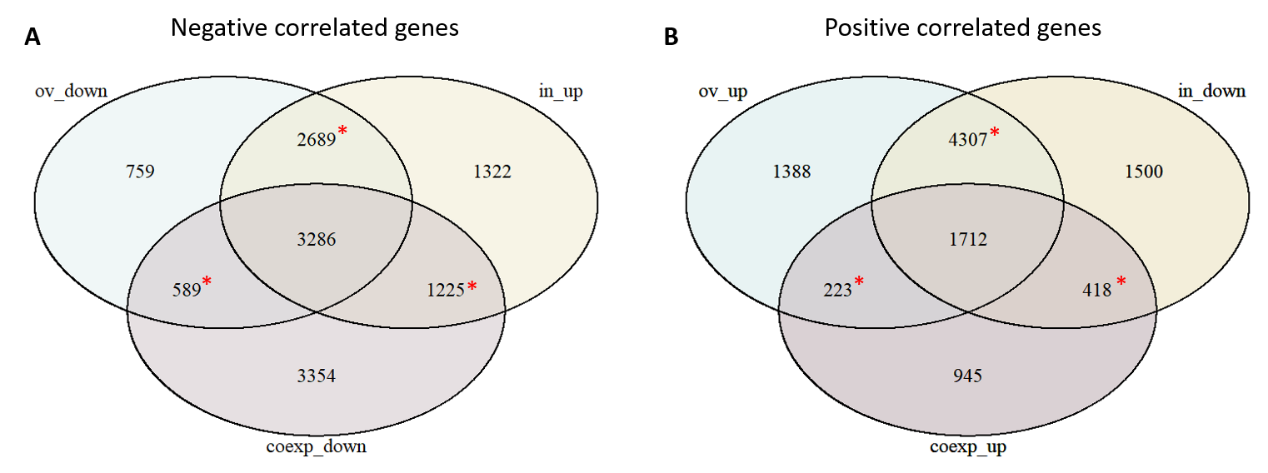 A
Negative correlated genes
ov_down
in_up
2689 *
759
1322
3286
589 *
1225 *
3354
coexp_down
B
Positive correlated genes
ov_up
in_down
4307 *
1388
1500
1712
223 *
418 *
945
coexp_up